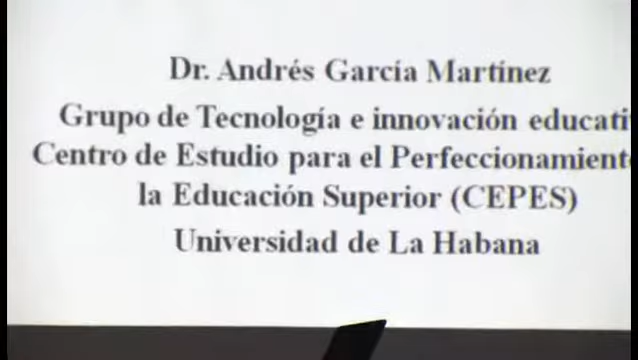 Dr. Andrés García Martínez
Grupo de Tecnología e innovación educati
Centro de Estudio para el Perfeccionamient
la Educación Superior (CEPES)
Universidad de La Habana